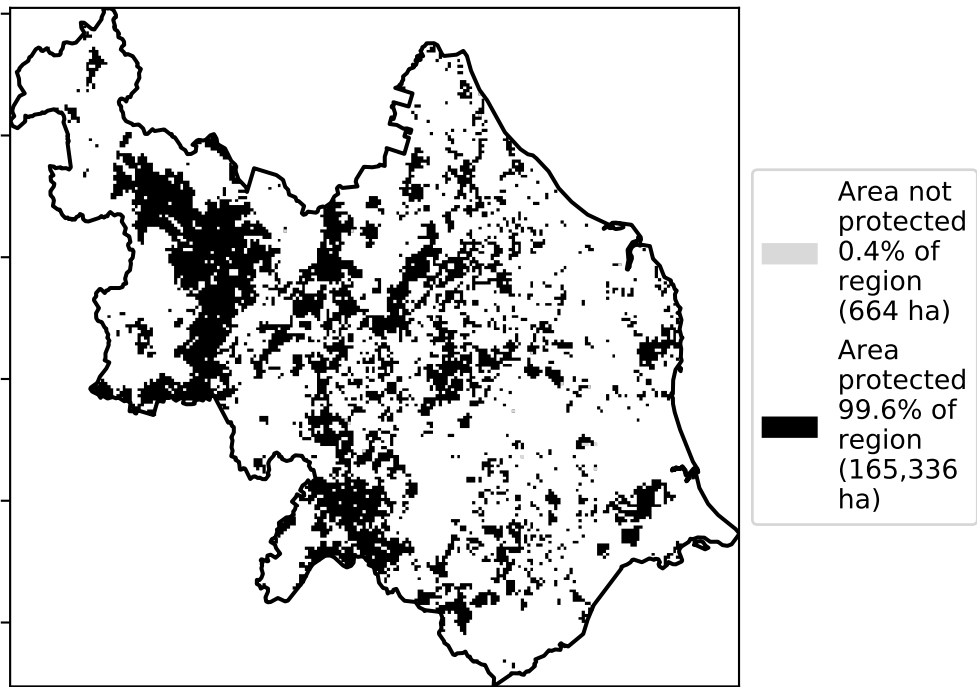 Area not
protected
0.4% of
region
(664 ha)
Area
protected
99.6% of
region
(165,336
ha)